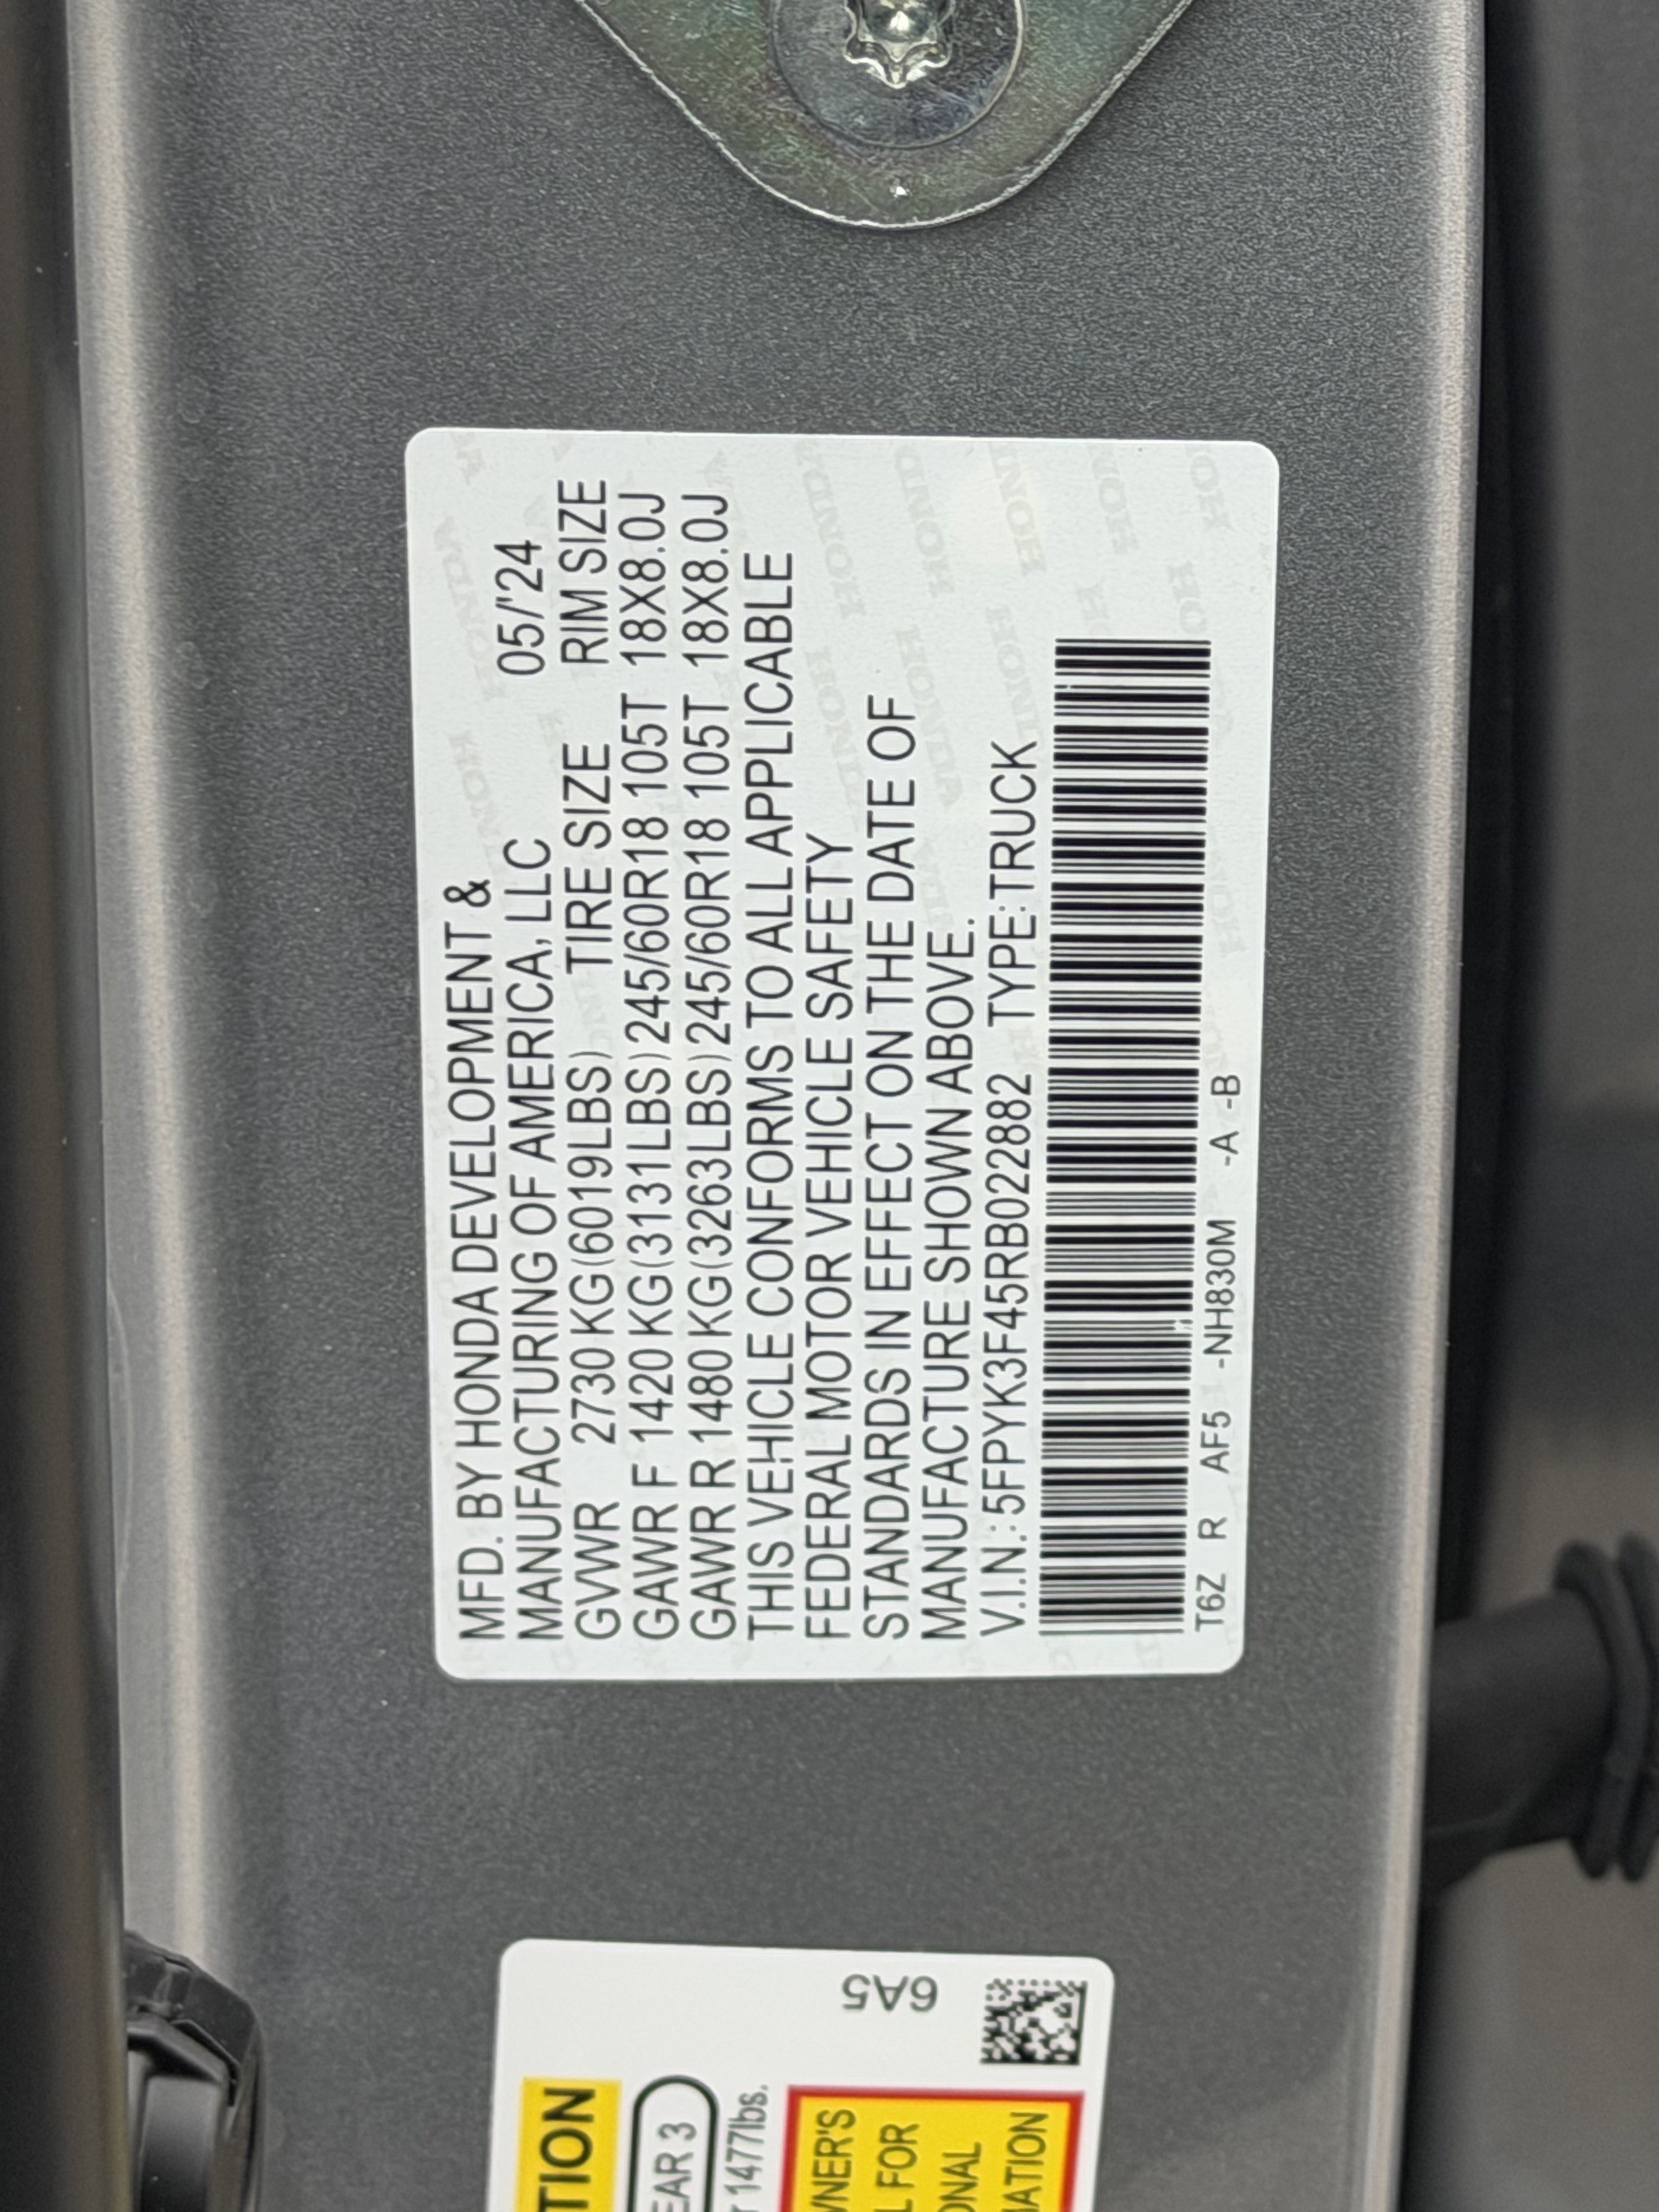 MFD. BY HONDA DEVELOPMENT &
MANUFACTURING OF AMERICA, LLC 05/'24
GVWR 2730 KG (6019LBS) TIRE SIZE RIM SIZE
GAWR F 1420 KG (3131LBS) 245/60R18 105T 18X8.0J
GAWR R 1480 KG (3263LBS) 245/60R18 105T 18X8.0J
THIS VEHICLE CONFORMS TO ALL APPLICABLE
FEDERAL MOTOR VEHICLE SAFETY
STANDARDS IN EFFECT ON THE DATE OF
MANUFACTURE SHOWN ABOVE.
V.I.N.: 5FPYK3F45RB022882 TYPE:TRUCK
T6Z R AF5 -NH830M -A -B
6A5
TION
EAR 3
r 1477lbs.
WNER'S
L FOR
ONAL
MATION